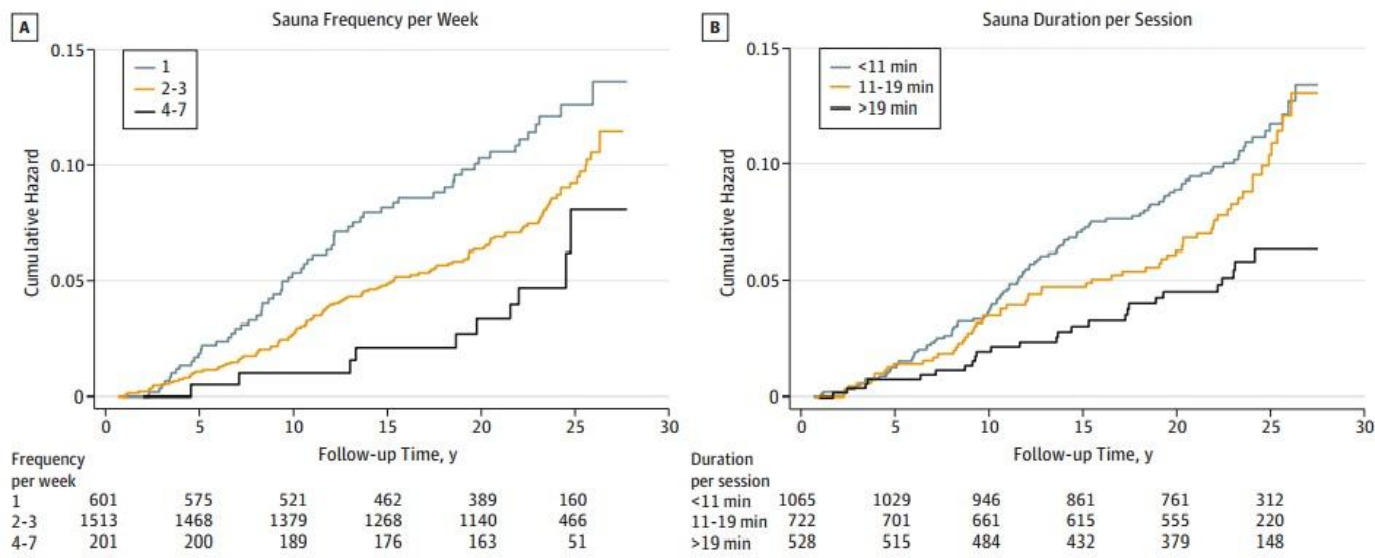 A
Sauna Frequency per Week
0.15
0.10
0.05
0
Cumulative Hazard
1
2-3
4-7
0 5 10 15 20 25 30
Follow-up Time, y
Frequency
per week
1 601 575 521 462 389 160
2-3 1513 1468 1379 1268 1140 466
4-7 201 200 189 176 163 51
B
Sauna Duration per Session
0.15
0.10
0.05
0
Cumulative Hazard
<11 min
11-19 min
>19 min
0 5 10 15 20 25 30
Follow-up Time, y
Duration
per session
<11 min 1065 1029 946 861 761 312
11-19 min 722 701 661 615 555 220
>19 min 528 515 484 432 379 148